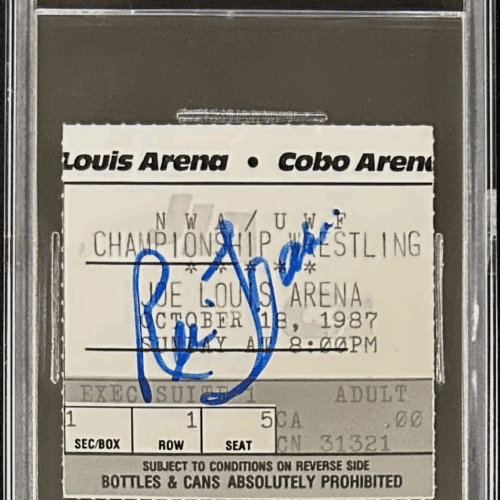 Louis Arena • Cobo Arena
NWA/UWF
CHAMPIONSHIP WRESTLING
*****
JOE LOUIS ARENA
OCTOBER 18, 1987
SUNDAY AT 8:00PM
EXEC SUITE 1 ADULT
1 1 5 CA .00
SEC/BOX ROW SEAT CN 31321
SUBJECT TO CONDITIONS ON REVERSE SIDE
BOTTLES & CANS ABSOLUTELY PROHIBITED